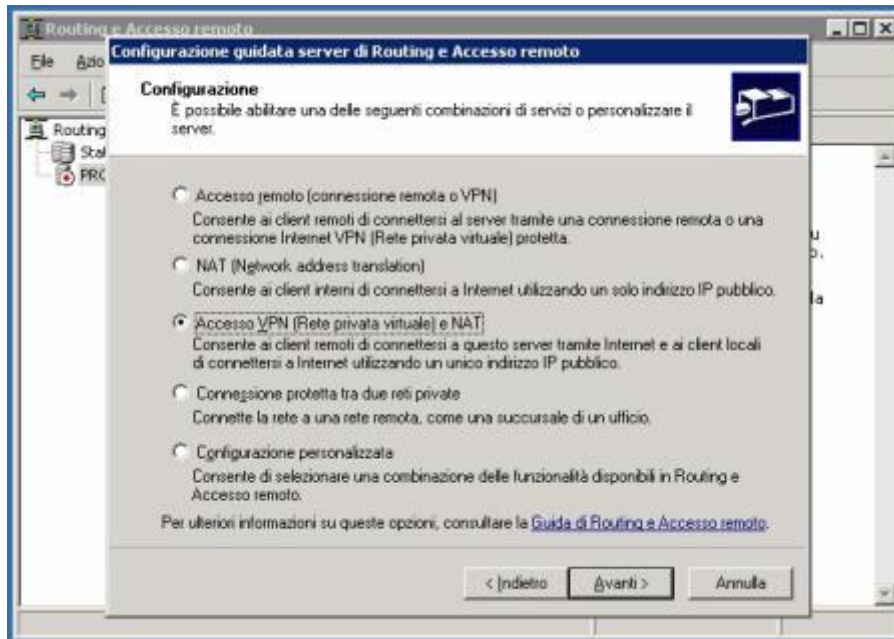 Routing e Accesso remoto
Configurazione guidata server di Routing e Accesso remoto
File Azio
Configurazione
È possibile abilitare una delle seguenti combinazioni di servizi o personalizzare il
server.
Routing
Sta
PRO
Accesso remoto (connessione remota o VPN)
Consente ai client remoti di connettersi al server tramite una connessione remota o una
connessione Internet VPN (Rete privata virtuale) protetta.
NAT (Network address translation)
Consente ai client interni di connettersi a Internet utilizzando un solo indirizzo IP pubblico.
Accesso VPN (Rete privata virtuale) e NAT
Consente ai client remoti di connettersi a questo server tramite Internet e ai client locali
di connettersi a Internet utilizzando un unico indirizzo IP pubblico.
Connessione protetta tra due reti private
Connette la rete a una rete remota, come una succursale di un ufficio.
Configurazione personalizzata
Consente di selezionare una combinazione delle funzionalità disponibili in Routing e
Accesso remoto.
Per ulteriori informazioni su queste opzioni, consultare la Guida di Routing e Accesso remoto.
< Indietro Avanti > Annulla